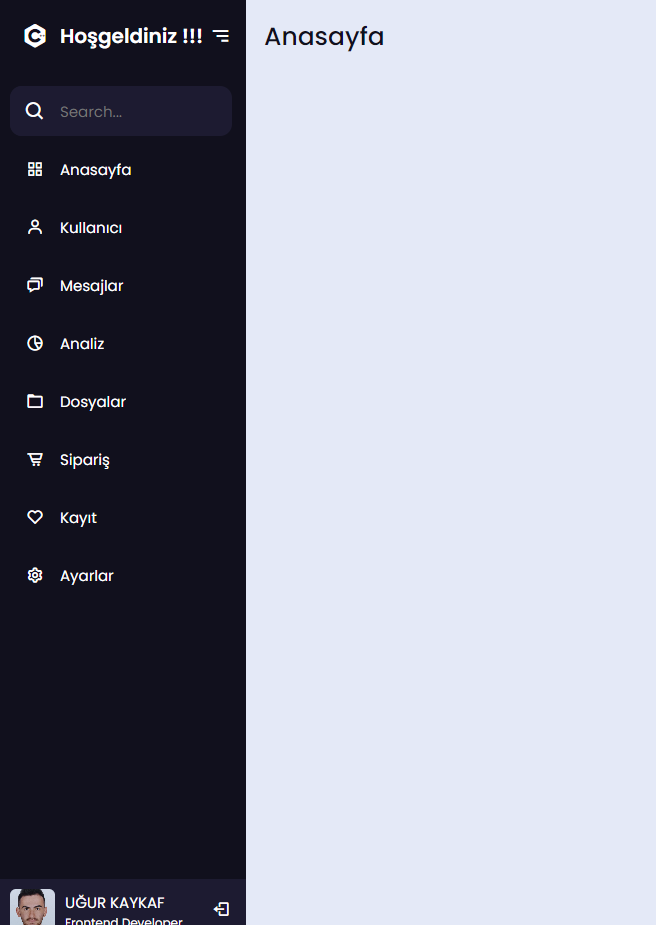 Hoşgeldiniz !!!
Anasayfa
Search...
Anasayfa
Kullanıcı
Mesajlar
Analiz
Dosyalar
Sipariş
Kayıt
Ayarlar
UĞUR KAYKAF
Frontend Developer